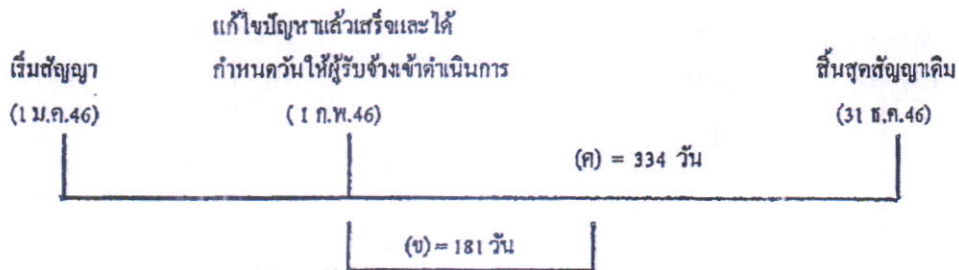 แก้ไขปัญหาแล้วเสร็จและได้
เริ่มสัญญา กำหนดวันให้ผู้รับจ้างเข้าดำเนินการ สิ้นสุดสัญญาเดิม
(1 ม.ค.46) ( 1 ก.พ.46) (31 ธ.ค.46)
(ค) = 334 วัน
(ข) = 181 วัน